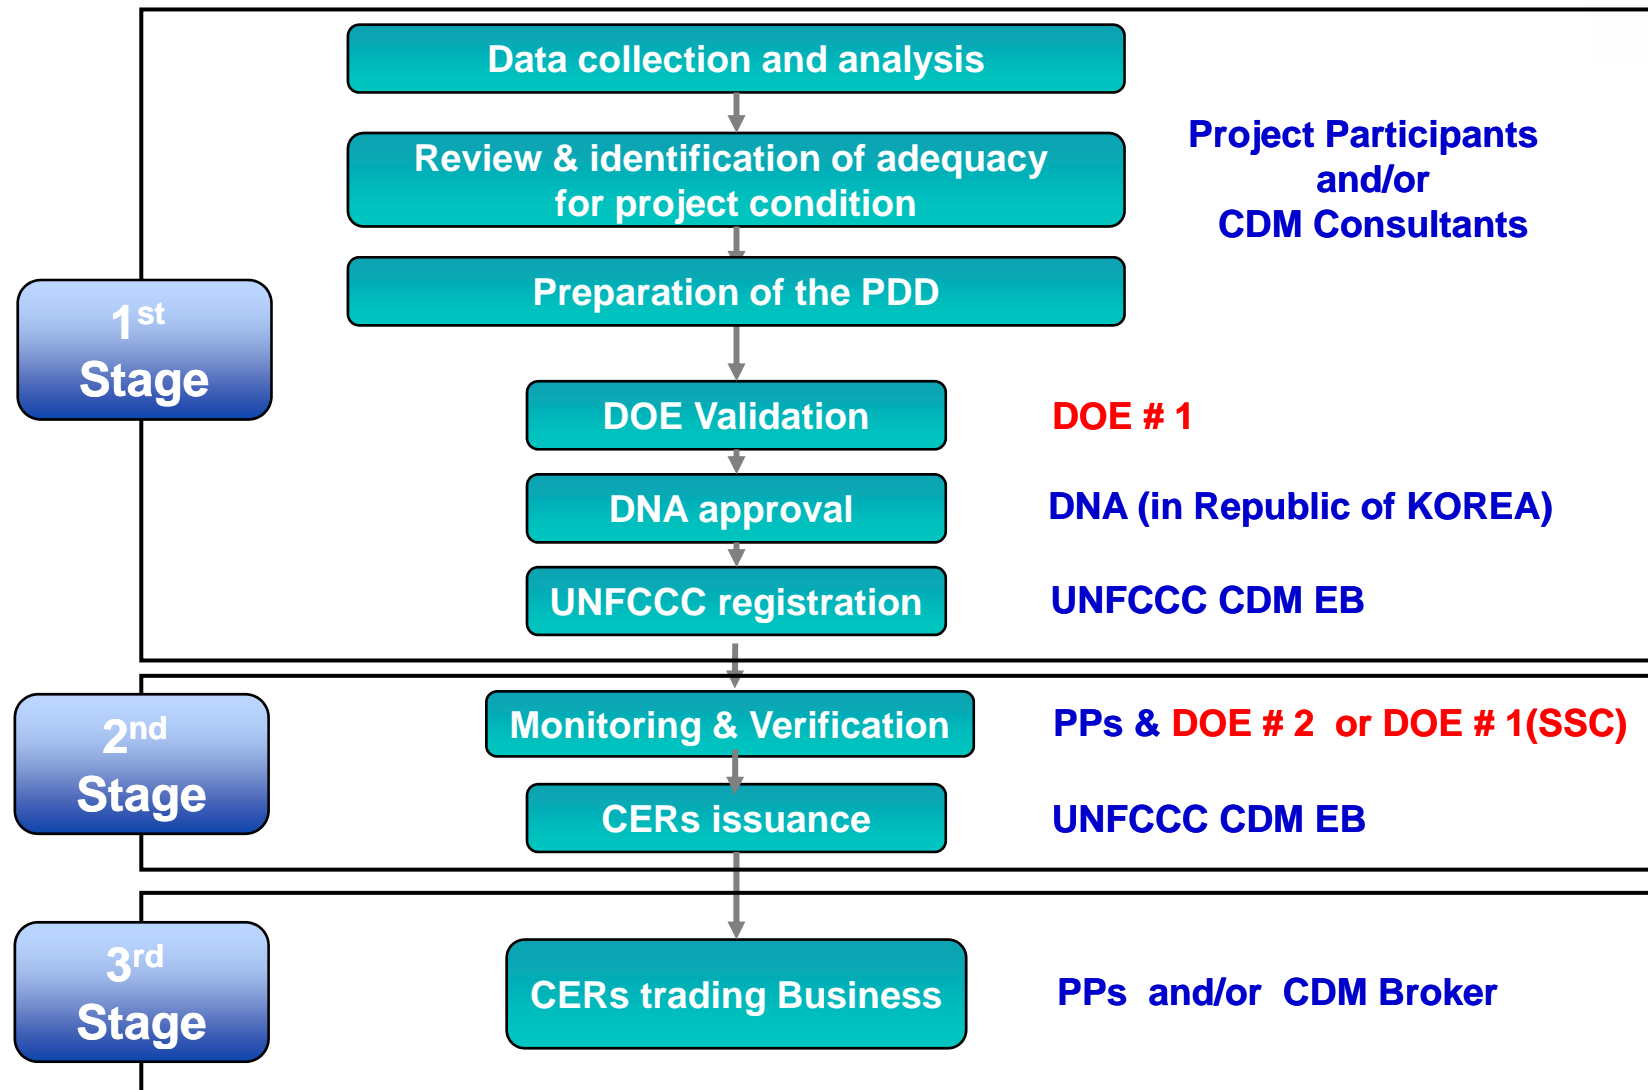 Data collection and analysis
Review & identification of adequacy
for project condition
Project Participants
and/or
CDM Consultants
Preparation of the PDD
1st
Stage
DOE Validation
DOE # 1
DNA approval
DNA (in Republic of KOREA)
UNFCCC registration
UNFCCC CDM EB
2nd
Stage
Monitoring & Verification
PPs & DOE # 2 or DOE # 1(SSC)
CERs issuance
UNFCCC CDM EB
3rd
Stage
CERs trading Business
PPs and/or CDM Broker